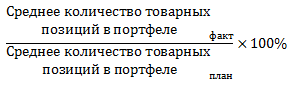 Среднее количество товарных
позиций в портфеле факт
× 100%
Среднее количество товарных
позиций в портфеле план